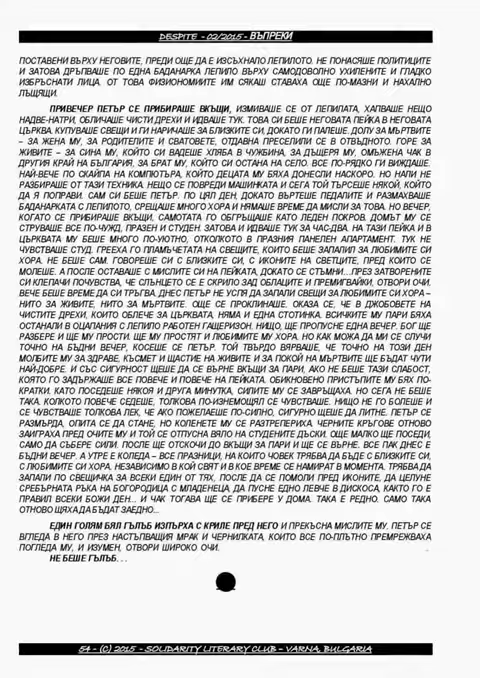 DESPITE - 02/2015 - ВЪПРЕКИ
ПОСТАВЕНИ ВЪРХУ НЕГОВИТЕ, ПРЕДИ ОЩЕ ДА Е ИЗСЪХНАЛО ЛЕПИЛОТО. НЕ ПОНАСЯШЕ ПОЛИТИЦИТЕ
И ЗАТОВА ДРЪПВАШЕ ПО ЕДНА БАДАНАРКА ЛЕПИЛО ВЪРХУ САМОДОВОЛНО УХИЛЕНИТЕ И ГЛАДКО
ИЗБРЪСНАТИ ЛИЦА. ОТ ТОВА ФИЗИОНОМИИТЕ ИМ СЯКАШ СТАВАХА ОЩЕ ПО-МАЗНИ И НАХАЛНО
ЛЪЩЯЩИ.
ПРИВЕЧЕР ПЕТЪР СЕ ПРИБИРАШЕ ВКЪЩИ, ИЗМИВАШЕ СЕ ОТ ЛЕПИЛАТА, ХАПВАШЕ НЕЩО
НАДВЕ-НАТРИ, ОБЛИЧАШЕ ЧИСТИ ДРЕХИ И ИДВАШЕ ТУК. ТОВА СИ БЕШЕ НЕГОВАТА ПЕЙКА В НЕГОВАТА
ЦЪРКВА. КУПУВАШЕ СВЕЩИ И ГИ НАРИЧАШЕ ЗА БЛИЗКИТЕ СИ, ДОКАТО ГИ ПАЛЕШЕ. ДОЛУ ЗА МЪРТВИТЕ
– ЗА ЖЕНА МУ, ЗА РОДИТЕЛИТЕ И СВАТОВЕТЕ, ОТДАВНА ПРЕСЕЛИЛИ СЕ В ОТВЪДНОТО. ГОРЕ ЗА
ЖИВИТЕ – ЗА СИНА МУ, КОЙТО СИ ВАДЕШЕ ХЛЯБА В ЧУЖБИНА, ЗА ДЪЩЕРЯ МУ, ОМЪЖЕНА ЧАК В
ДРУГИЯ КРАЙ НА БЪЛГАРИЯ, ЗА БРАТ МУ, КОЙТО СИ ОСТАНА НА СЕЛО. ВСЕ ПО-РЯДКО ГИ ВИЖДАШЕ.
НАЙ-ВЕЧЕ ПО СКАЙПА НА КОМПЮТЪРА, КОЙТО ДЕЦАТА МУ БЯХА ДОНЕСЛИ НАСКОРО. НО НАЛИ НЕ
РАЗБИРАШЕ ОТ ТАЗИ ТЕХНИКА. НЕЩО СЕ ПОВРЕДИ МАШИНКАТА И СЕГА ТОЙ ТЪРСЕШЕ НЯКОЙ, КОЙТО
ДА Я ПОПРАВИ. САМ СИ БЕШЕ ПЕТЪР. ПО ЦЯЛ ДЕН, ДОКАТО ВЪРТЕШЕ ПЕДАЛИТЕ И РАЗМАХВАШЕ
БАДАНАРКАТА С ЛЕПИЛОТО, СРЕЩАШЕ МНОГО ХОРА И НЯМАШЕ ВРЕМЕ ДА МИСЛИ ЗА ТОВА. НО ВЕЧЕР,
КОГАТО СЕ ПРИБИРАШЕ ВКЪЩИ, САМОТАТА ГО ОБГРЪЩАШЕ КАТО ЛЕДЕН ПОКРОВ. ДОМЪТ МУ СЕ
СТРУВАШЕ ВСЕ ПО-ЧУЖД, ПРАЗЕН И СТУДЕН. ЗАТОВА И ИДВАШЕ ТУК ЗА ЧАС-ДВА. НА ТАЗИ ПЕЙКА И В
ЦЪРКВАТА МУ БЕШЕ МНОГО ПО-УЮТНО, ОТКОЛКОТО В ПРАЗНИЯ ПАНЕЛЕН АПАРТАМЕНТ. ТУК НЕ
ЧУВСТВАШЕ СТУД. ГРЕЕХА ГО ПЛАМЪЧЕТАТА НА СВЕЩИТЕ, КОИТО БЕШЕ ЗАПАЛИЛ ЗА ЛЮБИМИТЕ СИ
ХОРА. НЕ БЕШЕ САМ. ГОВОРЕШЕ СИ С БЛИЗКИТЕ СИ, С ИКОНИТЕ НА СВЕТЦИТЕ, ПРЕД КОИТО СЕ
МОЛЕШЕ. А ПОСЛЕ ОСТАВАШЕ С МИСЛИТЕ СИ НА ПЕЙКАТА, ДОКАТО СЕ СТЪМНИ...ПРЕЗ ЗАТВОРЕНИТЕ
СИ КЛЕПАЧИ ПОЧУВСТВА, ЧЕ СЛЪНЦЕТО СЕ Е СКРИЛО ЗАД ОБЛАЦИТЕ И ПРЕМИГВАЙКИ, ОТВОРИ ОЧИ.
ВЕЧЕ БЕШЕ ВРЕМЕ ДА СИ ТРЪГВА. ДНЕС ПЕТЪР НЕ УСПЯ ДА ЗАПАЛИ СВЕЩИ ЗА ЛЮБИМИТЕ СИ ХОРА –
НИТО ЗА ЖИВИТЕ, НИТО ЗА МЪРТВИТЕ. ОЩЕ СЕ ПРОКЛИНАШЕ. ОКАЗА СЕ, ЧЕ В ДЖОБОВЕТЕ НА
ЧИСТИТЕ ДРЕХИ, КОИТО ОБЛЕЧЕ ЗА ЦЪРКВАТА, НЯМА И ЕДНА СТОТИНКА. ВСИЧКИТЕ МУ ПАРИ БЯХА
ОСТАНАЛИ В ОЦАПАНИЯ С ЛЕПИЛО РАБОТЕН ГАЩЕРИЗОН. НИЩО, ЩЕ ПРОПУСНЕ ЕДНА ВЕЧЕР, БОГ ЩЕ
РАЗБЕРЕ И ЩЕ МУ ПРОСТИ. ЩЕ МУ ПРОСТЯТ И ЛЮБИМИТЕ МУ ХОРА. НО КАК МОЖА ДА МИ СЕ СЛУЧИ
ТОЧНО НА БЪДНИ ВЕЧЕР, КОСЕШЕ СЕ ПЕТЪР. ТОЙ ТВЪРДО ВЯРВАШЕ, ЧЕ ТОЧНО НА ТОЗИ ДЕН
МОЛБИТЕ МУ ЗА ЗДРАВЕ, КЪСМЕТ И ЩАСТИЕ НА ЖИВИТЕ И ЗА ПОКОЙ НА МЪРТВИТЕ ЩЕ БЪДАТ ЧУТИ
НАЙ-ДОБРЕ. И СЪС СИГУРНОСТ ЩЕШЕ ДА СЕ ВЪРНЕ ВКЪЩИ ЗА ПАРИ, АКО НЕ БЕШЕ ТАЗИ СЛАБОСТ,
КОЯТО ГО ЗАДЪРЖАШЕ ВСЕ ПОВЕЧЕ И ПОВЕЧЕ НА ПЕЙКАТА. ОБИКНОВЕНО ПРИСТЪПИТЕ МУ БЯХ ПО-
КРАТКИ. КАТО ПОСЕДЕШЕ НЯКОЯ И ДРУГА МИНУТКА, СИЛИТЕ МУ СЕ ЗАВРЪЩАХА. НО СЕГА НЕ БЕШЕ
ТАКА. КОЛКОТО ПОВЕЧЕ СЕДЕШЕ, ТОЛКОВА ПО-ИЗНЕМОЩЯЛ СЕ ЧУВСТВАШЕ. НИЩО НЕ ГО БОЛЕШЕ И
СЕ ЧУВСТВАШЕ ТОЛКОВА ЛЕК, ЧЕ АКО ПОЖЕЛАЕШЕ ПО-СИЛНО, СИГУРНО ЩЕШЕ ДА ЛИТНЕ. ПЕТЪР СЕ
РАЗМЪРДА, ОПИТА СЕ ДА СТАНЕ, НО КОЛЕНЕТЕ МУ СЕ РАЗТРЕПЕРИХА. ЧЕРНИТЕ КРЪГОВЕ ОТНОВО
ЗАИГРАХА ПРЕД ОЧИТЕ МУ И ТОЙ СЕ ОТПУСНА ВЯЛО НА СТУДЕНИТЕ ДЪСКИ. ОЩЕ МАЛКО ЩЕ ПОСЕДИ,
САМО ДА СЪБЕРЕ СИЛИ. ПОСЛЕ ЩЕ ОТСКОЧИ ДО ВКЪЩИ ЗА ПАРИ И ЩЕ СЕ ВЪРНЕ. ВСЕ ПАК ДНЕС Е
БЪДНИ ВЕЧЕР. А УТРЕ Е КОЛЕДА – ВСЕ ПРАЗНИЦИ, НА КОИТО ЧОВЕК ТРЯБВА ДА БЪДЕ С БЛИЗКИТЕ СИ,
С ЛЮБИМИТЕ СИ ХОРА. НЕЗАВИСИМО В КОЙ СВЯТ И В КОЕ ВРЕМЕ СЕ НАМИРАТ В МОМЕНТА. ТРЯБВА ДА
ЗАПАЛИ ПО СВЕЩИЧКА ЗА ВСЕКИ ЕДИН ОТ ТЯХ, ПОСЛЕ ДА СЕ ПОМОЛИ ПРЕД ИКОНИТЕ, ДА ЦЕЛУНЕ
СРЕБЪРНАТА РЪКА НА БОГОРОДИЦА С МЛАДЕНЕЦА, ДА ПУСНЕ ЕДНО ЛЕВЧЕ В ДИСКОСА, КАКТО ГО Е
ПРАВИЛ ВСЕКИ БОЖИ ДЕН... И ЧАК ТОГАВА ЩЕ СЕ ПРИБЕРЕ У ДОМА. ТАКА Е РЕДНО. САМО ТАКА
ОТНОВО ЩЯХА ДА БЪДАТ ЗАЕДНО...
ЕДИН ГОЛЯМ БЯЛ ГЪЛЪБ ИЗПЪРХА С КРИЛЕ ПРЕД НЕГО И ПРЕКЪСНА МИСЛИТЕ МУ. ПЕТЪР СЕ
ВГЛЕДА В НЕГО ПРЕЗ НАСТЪПВАЩИЯ МРАК И ЧЕРНИЛКАТА, КОИТО ВСЕ ПО-ПЛЪТНО ПРЕМРЕЖВАХА
ПОГЛЕДА МУ, И ИЗУМЕН, ОТВОРИ ШИРОКО ОЧИ.
НЕ БЕШЕ ГЪЛЪБ...
54 - (C) 2015 - SOLIDARITY LITERARY CLUB – VARNA, BULGARIA